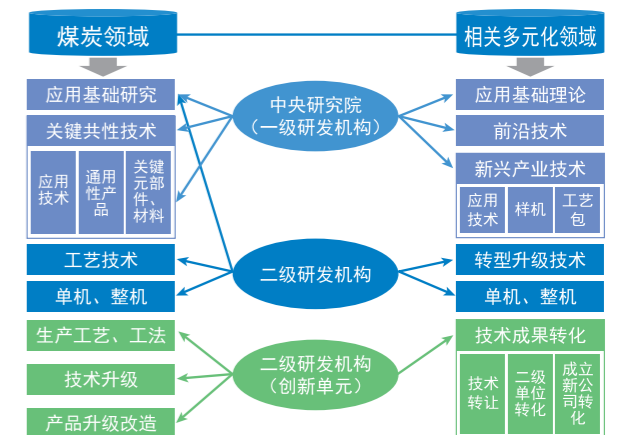 煤炭领域
相关多元化领域
应用基础研究
关键共性技术
应用
技术
通用
性产
品
关键
元部
件、
材料
工艺技术
单机、整机
生产工艺、工法
技术升级
产品升级改造
中央研究院
（一级研发机构）
二级研发机构
二级研发机构
（创新单元）
应用基础理论
前沿技术
新兴产业技术
应用
技术
样机
工艺
包
转型升级技术
单机、整机
技术成果转化
技术
转让
二级
单位
转化
成立
新公
司转
化